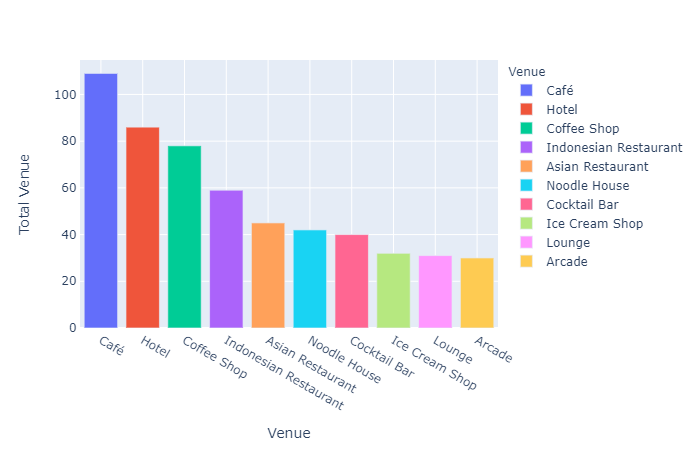 Total Venue
100
80
60
40
20
0
Café
Hotel
Coffee Shop
Indonesian Restaurant
Asian Restaurant
Noodle House
Cocktail Bar
Ice Cream Shop
Lounge
Arcade
Venue
Venue
Café
Hotel
Coffee Shop
Indonesian Restaurant
Asian Restaurant
Noodle House
Cocktail Bar
Ice Cream Shop
Lounge
Arcade